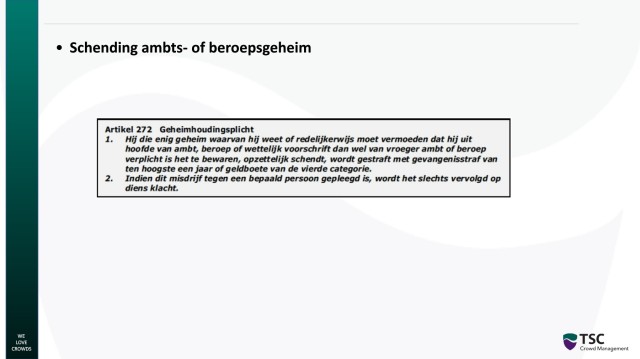 • Schending ambts- of beroepsgeheim
Artikel 272 Geheimhoudingsplicht
1. Hij die enig geheim waarvan hij weet of redelijkerwijs moet vermoeden dat hij uit
hoofde van ambt, beroep of wettelijk voorschrift dan wel van vroeger ambt of beroep
verplicht is het te bewaren, opzettelijk schendt, wordt gestraft met gevangenisstraf van
ten hoogste een jaar of geldboete van de vierde categorie.
2. Indien dit misdrijf tegen een bepaald persoon gepleegd is, wordt het slechts vervolgd op
diens klacht.
WE
LOVE
CROWDS
TSC
Crowd Management